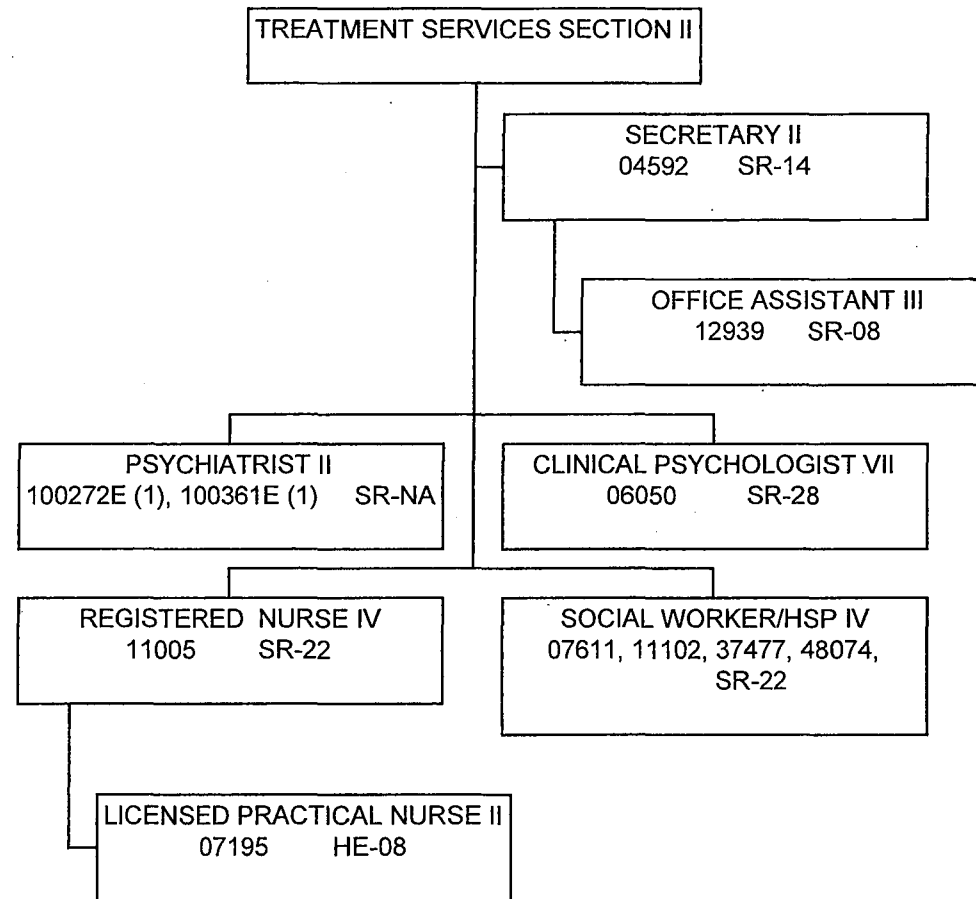 TREATMENT SERVICES SECTION II
SECRETARY II
04592 SR-14
OFFICE ASSISTANT III
12939 SR-08
PSYCHIATRIST II
100272E (1), 100361E (1) SR-NA
CLINICAL PSYCHOLOGIST VII
06050 SR-28
REGISTERED NURSE IV
11005 SR-22
SOCIAL WORKER/HSP IV
07611, 11102, 37477, 48074,
SR-22
LICENSED PRACTICAL NURSE II
07195 HE-08